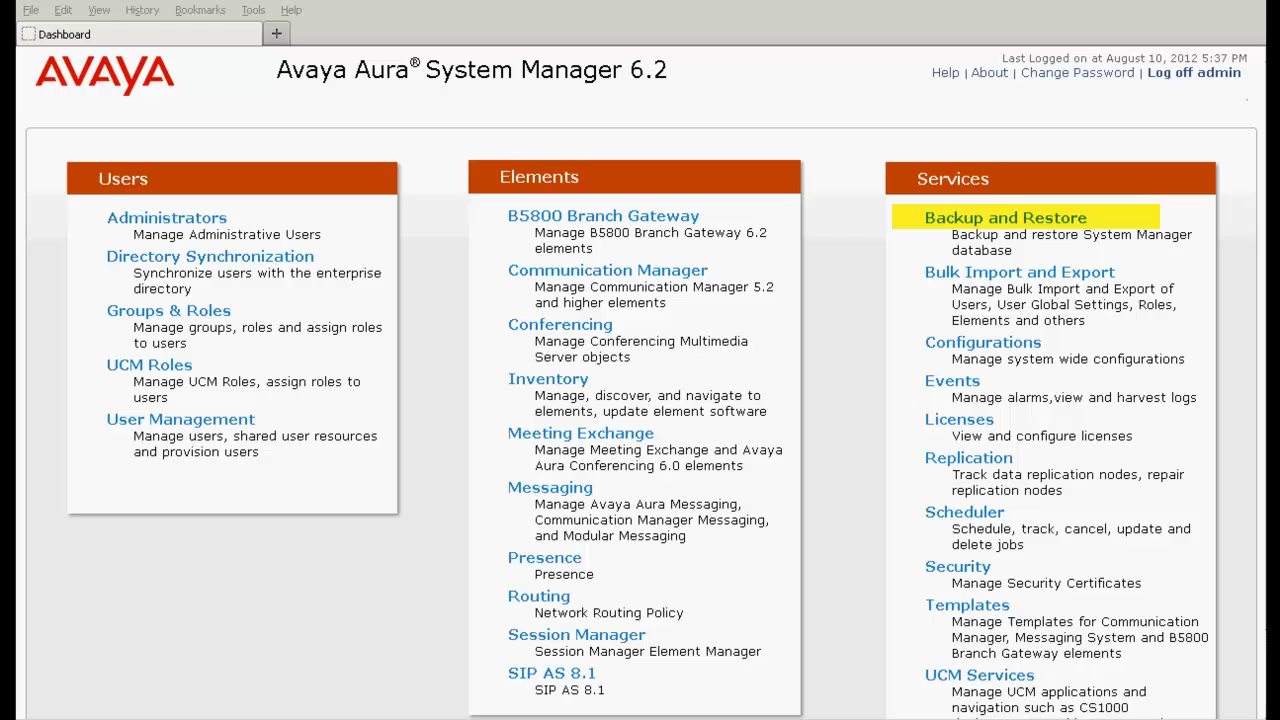 File Edit View History Bookmarks Tools Help
Dashboard +
Last Logged on at August 10, 2012 5:37 PM
AVAYA
Avaya Aura® System Manager 6.2
Help | About | Change Password | Log off admin
Users
Administrators
Manage Administrative Users
Directory Synchronization
Synchronize users with the enterprise
directory
Groups & Roles
Manage groups, roles and assign roles
to users
UCM Roles
Manage UCM Roles, assign roles to
users
User Management
Manage users, shared user resources
and provision users
Elements
B5800 Branch Gateway
Manage B5800 Branch Gateway 6.2
elements
Communication Manager
Manage Communication Manager 5.2
and higher elements
Conferencing
Manage Conferencing Multimedia
Server objects
Inventory
Manage, discover, and navigate to
elements, update element software
Meeting Exchange
Manage Meeting Exchange and Avaya
Aura Conferencing 6.0 elements
Messaging
Manage Avaya Aura Messaging,
Communication Manager Messaging,
and Modular Messaging
Presence
Presence
Routing
Network Routing Policy
Session Manager
Session Manager Element Manager
SIP AS 8.1
SIP AS 8.1
Services
Backup and Restore
Backup and restore System Manager
database
Bulk Import and Export
Manage Bulk Import and Export of
Users, User Global Settings, Roles,
Elements and others
Configurations
Manage system wide configurations
Events
Manage alarms,view and harvest logs
Licenses
View and configure licenses
Replication
Track data replication nodes, repair
replication nodes
Scheduler
Schedule, track, cancel, update and
delete jobs
Security
Manage Security Certificates
Templates
Manage Templates for Communication
Manager, Messaging System and B5800
Branch Gateway elements
UCM Services
Manage UCM applications and
navigation such as CS1000